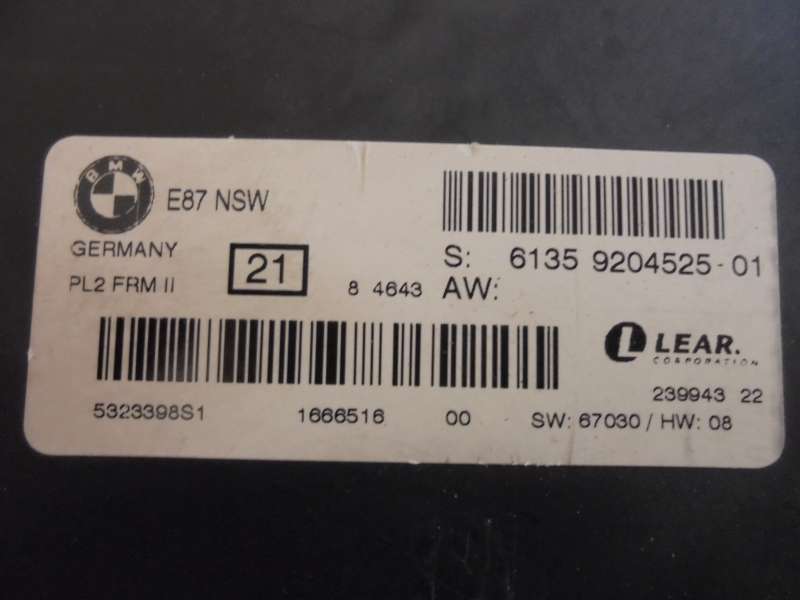 BMW
E87 NSW
GERMANY
PL2 FRM II
21
8 4643
S: 6135 9204525-01
AW:
LEAR.
CORPORATION
239943 22
5323398S1 1666516 00 SW: 67030 / HW: 08